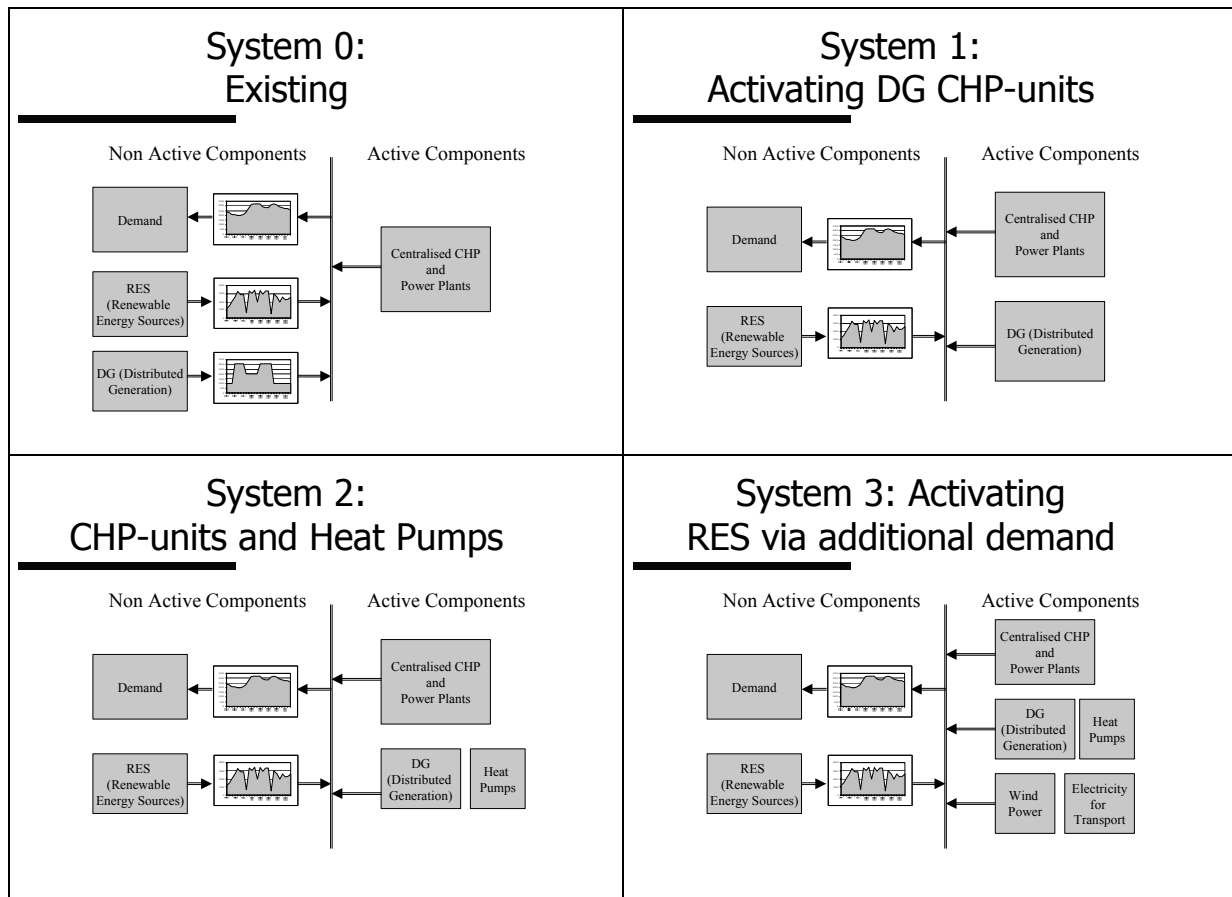 System 0:
Existing
Non Active Components
Active Components
Demand
Centralised CHP
and
Power Plants
RES
(Renewable
Energy Sources)
DG (Distributed
Generation)
System 1:
Activating DG CHP-units
Non Active Components
Active Components
Demand
Centralised CHP
and
Power Plants
RES
(Renewable
Energy Sources)
DG (Distributed
Generation)
System 2:
CHP-units and Heat Pumps
Non Active Components
Active Components
Demand
Centralised CHP
and
Power Plants
RES
(Renewable
Energy Sources)
DG
(Distributed
Generation)
Heat
Pumps
System 3: Activating
RES via additional demand
Non Active Components
Active Components
Centralised CHP
and
Power Plants
Demand
DG
(Distributed
Generation)
Heat
Pumps
RES
(Renewable
Energy Sources)
Wind
Power
Electricity
for
Transport